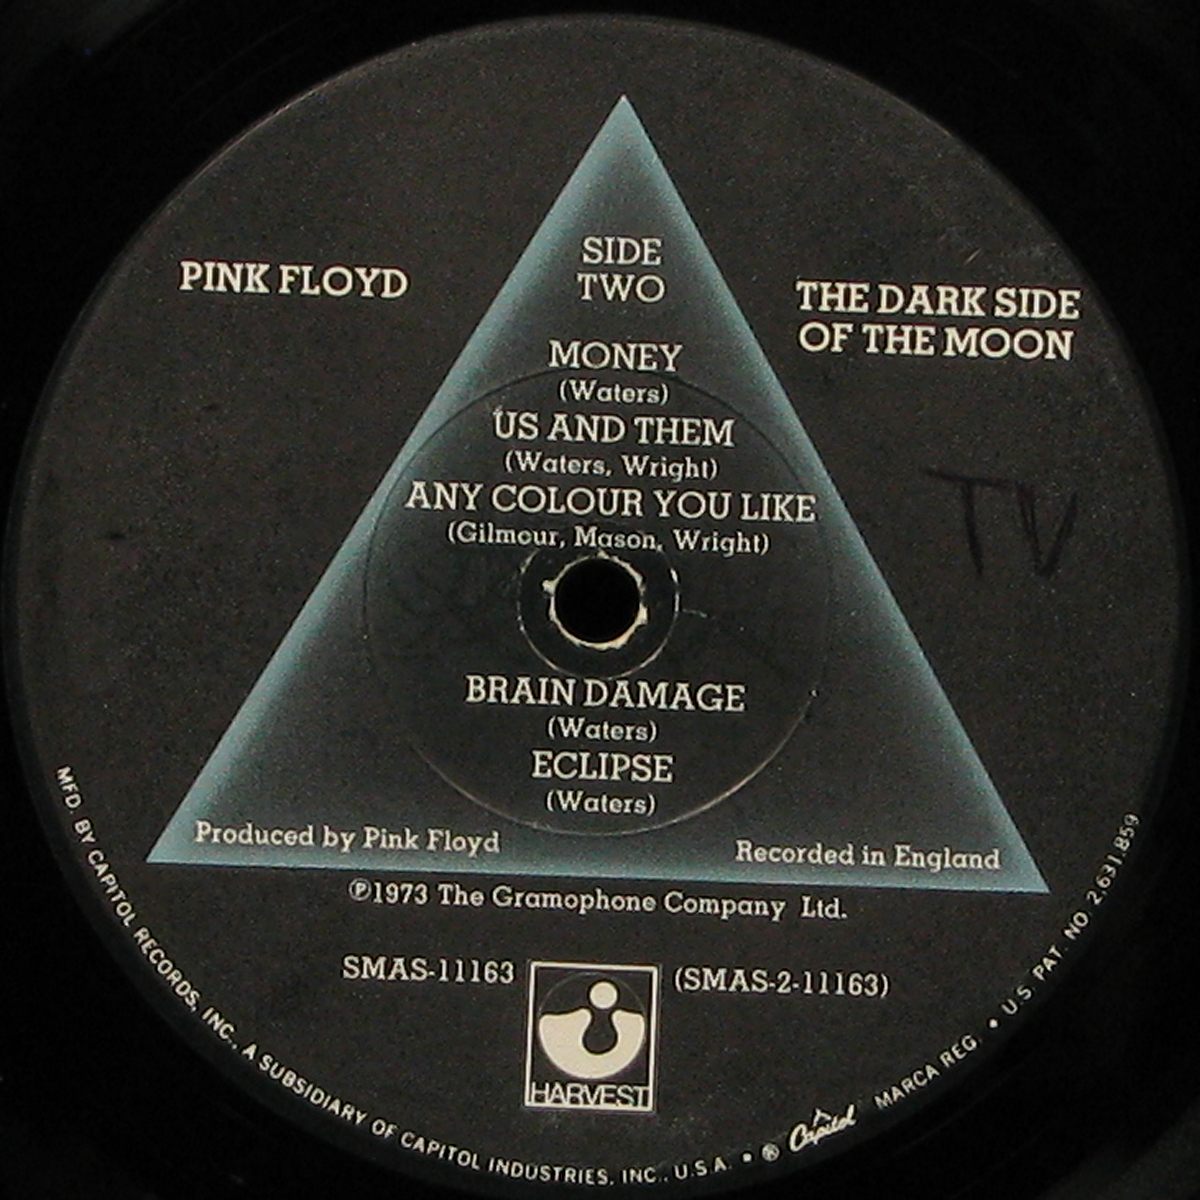 SIDE
TWO
PINK FLOYD
THE DARK SIDE
OF THE MOON
MONEY
(Waters)
US AND THEM
(Waters, Wright)
ANY COLOUR YOU LIKE
(Gilmour, Mason, Wright)
TV
BRAIN DAMAGE
(Waters)
ECLIPSE
(Waters)
Produced by Pink Floyd
Recorded in England
℗1973 The Gramophone Company Ltd.
SMAS-11163
(SMAS-2-11163)
HARVEST
MFD. BY CAPITOL RECORDS, INC., A SUBSIDIARY OF CAPITOL INDUSTRIES, INC., U.S.A. • ® Capitol MARCA REG. • U.S. PAT. NO. 2,631,859